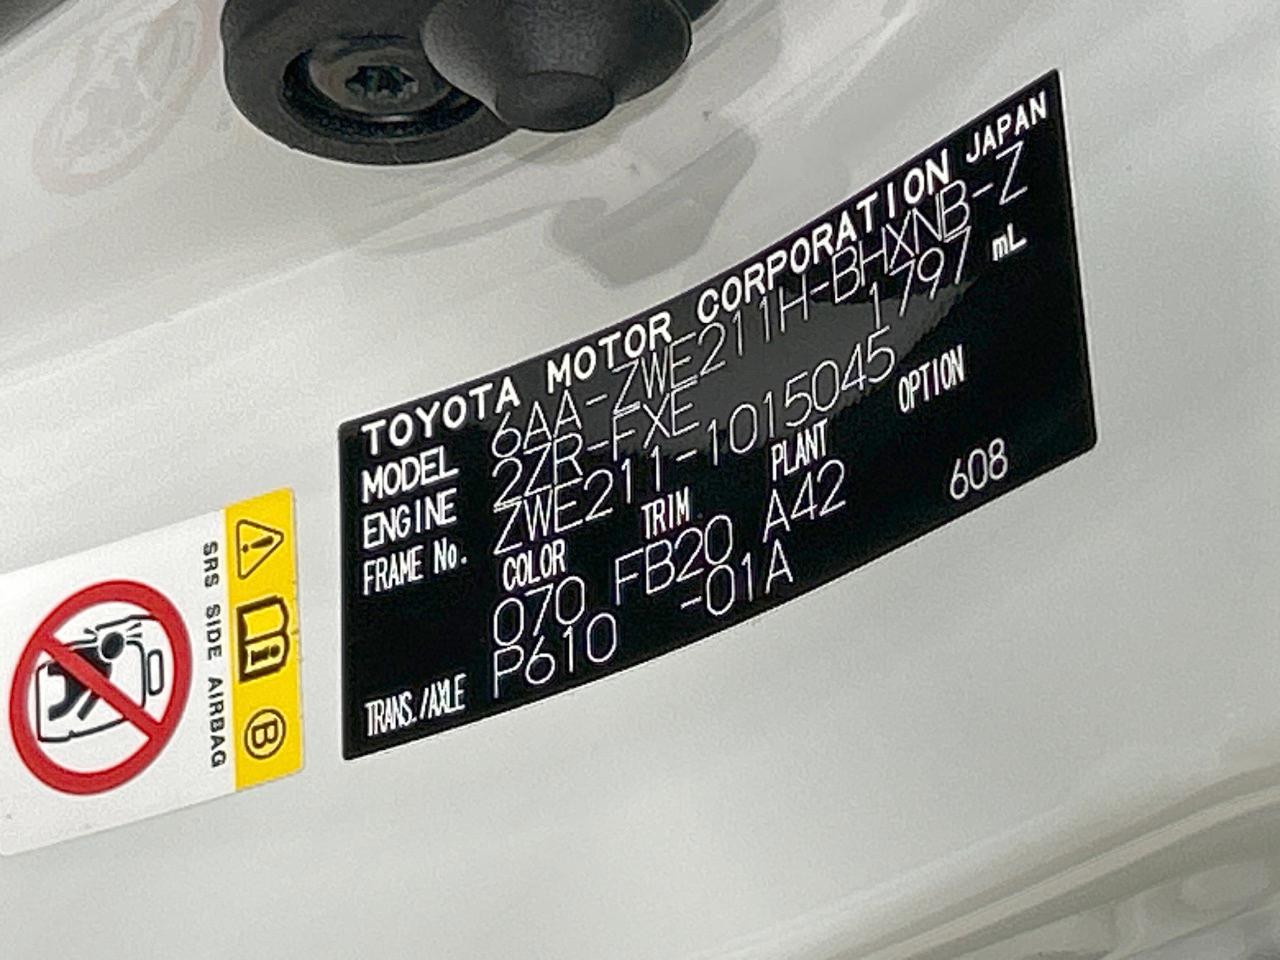 TOYOTA MOTOR CORPORATION JAPAN
MODEL 6AA-ZWE211H-BHXNB-Z
ENGINE 2ZR-FXE 1797 mL
FRAME No. ZWE211-1015045
COLOR TRIM PLANT OPTION
070 FB20 A42 608
TRANS./AXLE P610 -01A
SRS SIDE AIRBAG
B